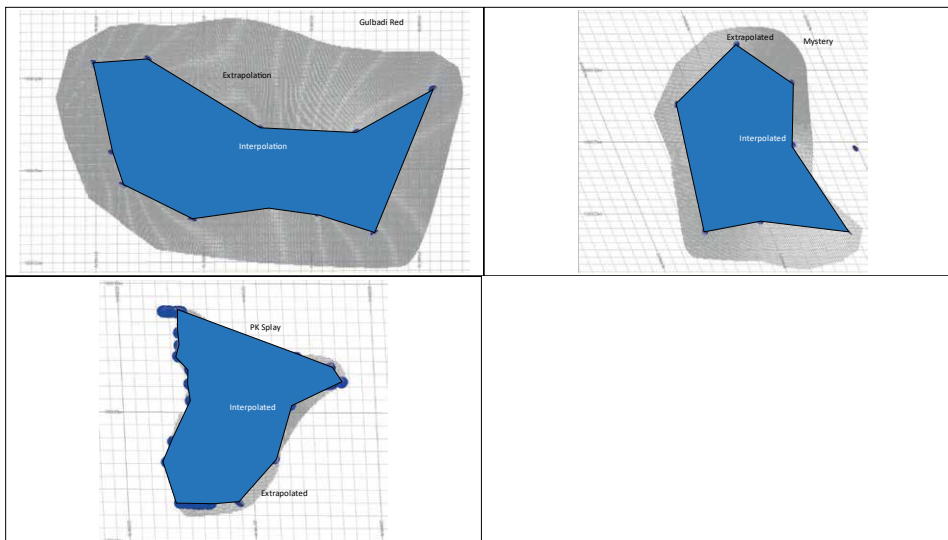 Gulbadi Red
Extrapolation
Interpolation
Extrapolated
Mystery
Interpolated
PK Splay
Interpolated
Extrapolated